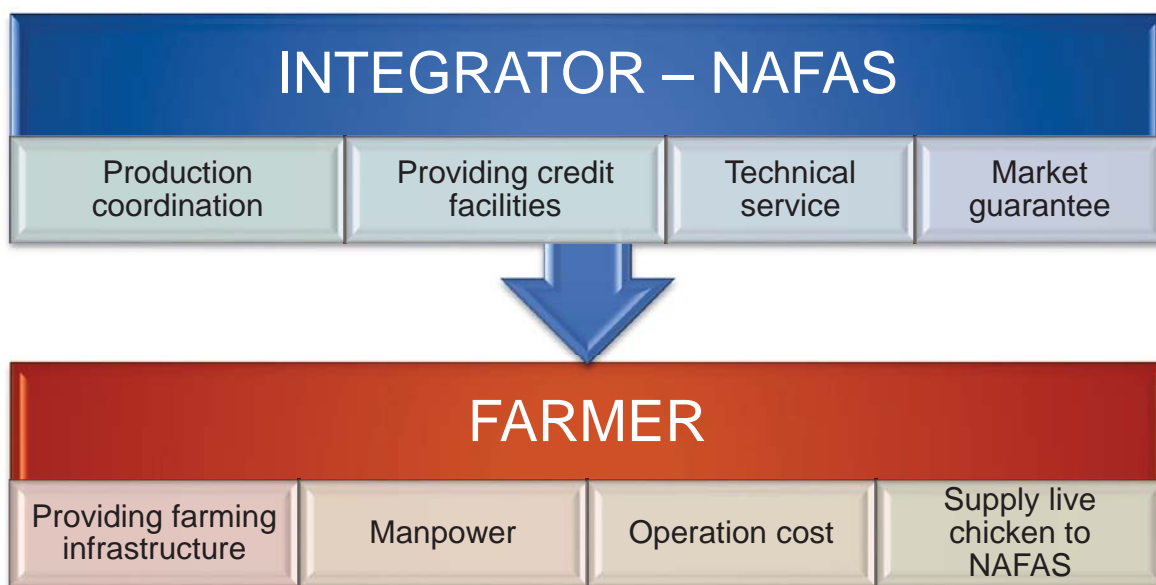 INTEGRATOR – NAFAS
Production
coordination
Providing credit
facilities
Technical
service
Market
guarantee
FARMER
Providing farming
infrastructure
Manpower
Operation cost
Supply live
chicken to
NAFAS